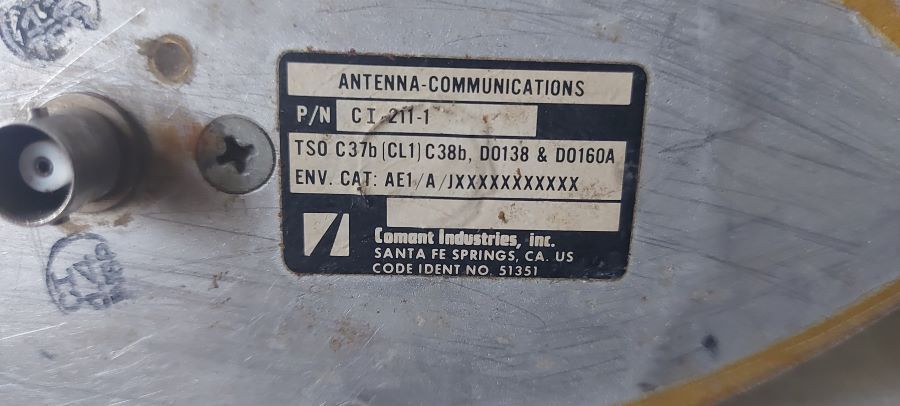 ANTENNA-COMMUNICATIONS
P/N CI 211-1
TSO C37b (CL1) C38b, DO138 & DO160A
ENV. CAT: AE1/A/JXXXXXXXXXXX
Comant Industries, inc.
SANTA FE SPRINGS, CA. US
CODE IDENT NO. 51351